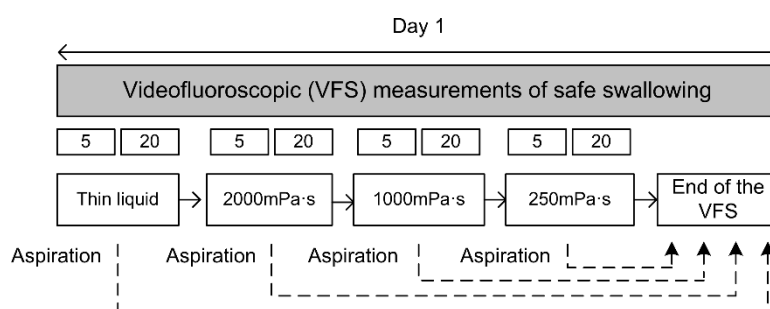 Day 1
Videofluoroscopic (VFS) measurements of safe swallowing
5 20 5 20 5 20 5 20
Thin liquid 2000mPa·s 1000mPa·s 250mPa·s End of the
VFS
Aspiration Aspiration Aspiration Aspiration